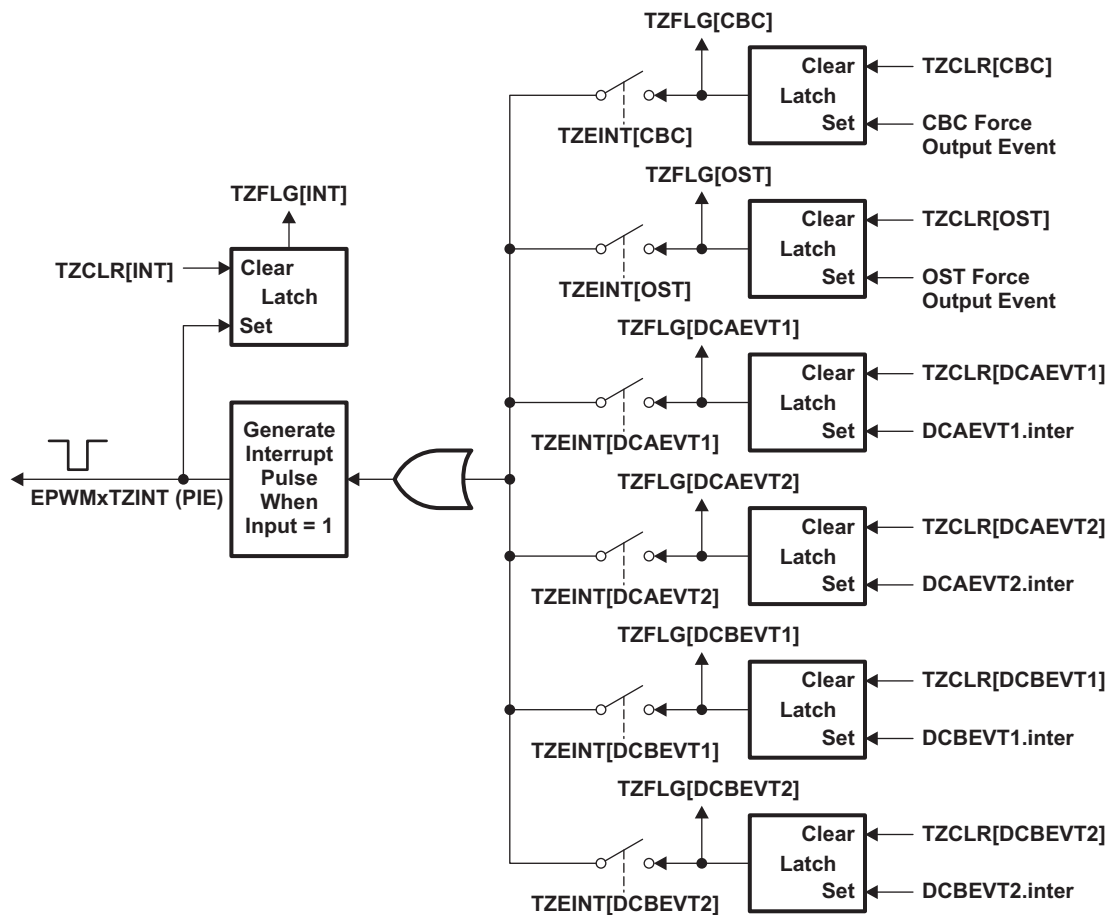 TZFLG[CBC]
Clear
Latch
Set
TZCLR[CBC]
CBC Force
Output Event
TZEINT[CBC]
TZFLG[OST]
Clear
Latch
Set
TZCLR[OST]
OST Force
Output Event
TZEINT[OST]
TZFLG[INT]
TZCLR[INT]
Clear
Latch
Set
TZFLG[DCAEVT1]
Clear
Latch
Set
TZCLR[DCAEVT1]
DCAEVT1.inter
TZEINT[DCAEVT1]
Generate
Interrupt
Pulse
When
Input = 1
EPWMxTZINT (PIE)
TZFLG[DCAEVT2]
Clear
Latch
Set
TZCLR[DCAEVT2]
DCAEVT2.inter
TZEINT[DCAEVT2]
TZFLG[DCBEVT1]
Clear
Latch
Set
TZCLR[DCBEVT1]
DCBEVT1.inter
TZEINT[DCBEVT1]
TZFLG[DCBEVT2]
Clear
Latch
Set
TZCLR[DCBEVT2]
DCBEVT2.inter
TZEINT[DCBEVT2]